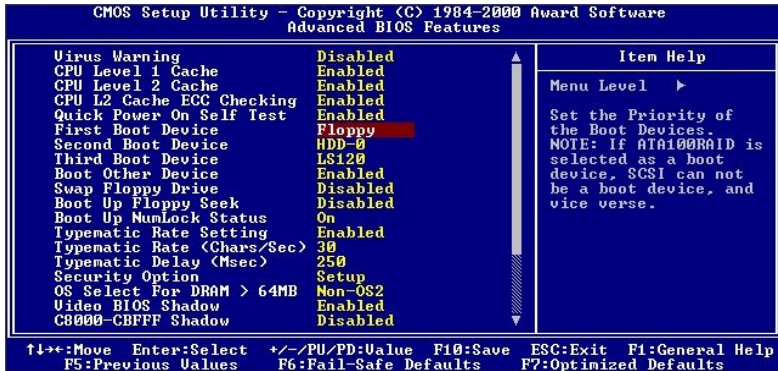 CMOS Setup Utility - Copyright (C) 1984-2000 Award Software
Advanced BIOS Features
Virus Warning Disabled
CPU Level 1 Cache Enabled
CPU Level 2 Cache Enabled
CPU L2 Cache ECC Checking Enabled
Quick Power On Self Test Enabled
First Boot Device Floppy
Second Boot Device HDD-0
Third Boot Device LS120
Boot Other Device Enabled
Swap Floppy Drive Disabled
Boot Up Floppy Seek Disabled
Boot Up NumLock Status On
Typematic Rate Setting Enabled
Typematic Rate (Chars/Sec) 30
Typematic Delay (Msec) 250
Security Option Setup
OS Select For DRAM > 64MB Non-OS2
Video BIOS Shadow Enabled
C8000-CBFFF Shadow Disabled
Item Help
Menu Level ►
Set the Priority of
the Boot Devices.
NOTE: If ATA100RAID is
selected as a boot
device, SCSI can not
be a boot device, and
vice verse.
↑↓→←:Move Enter:Select +/-/PU/PD:Value F10:Save ESC:Exit F1:General Help
F5:Previous Values F6:Fail-Safe Defaults F7:Optimized Defaults